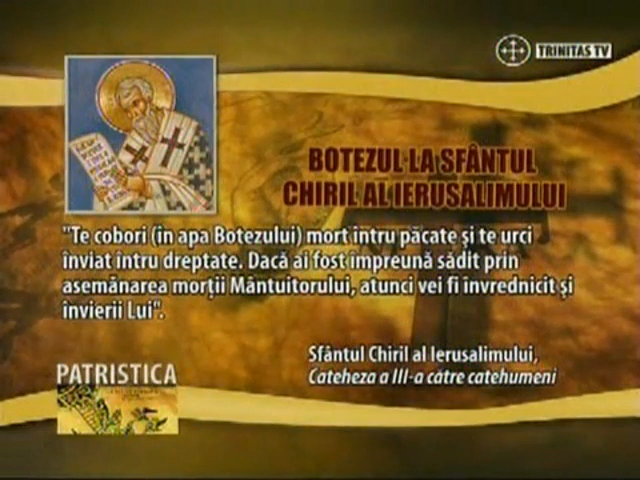 TRINITAS TV
BOTEZUL LA SFÂNTUL
CHIRIL AL IERUSALIMULUI
"Te cobori (în apa Botezului) mort întru păcate și te urci
înviat întru dreptate. Dacă ai fost împreună sădit prin
asemănarea morții Mântuitorului, atunci vei fi învrednicit și
învierii Lui".
Sfântul Chiril al Ierusalimului,
Cateheza a III-a către catehumeni
PATRISTICA